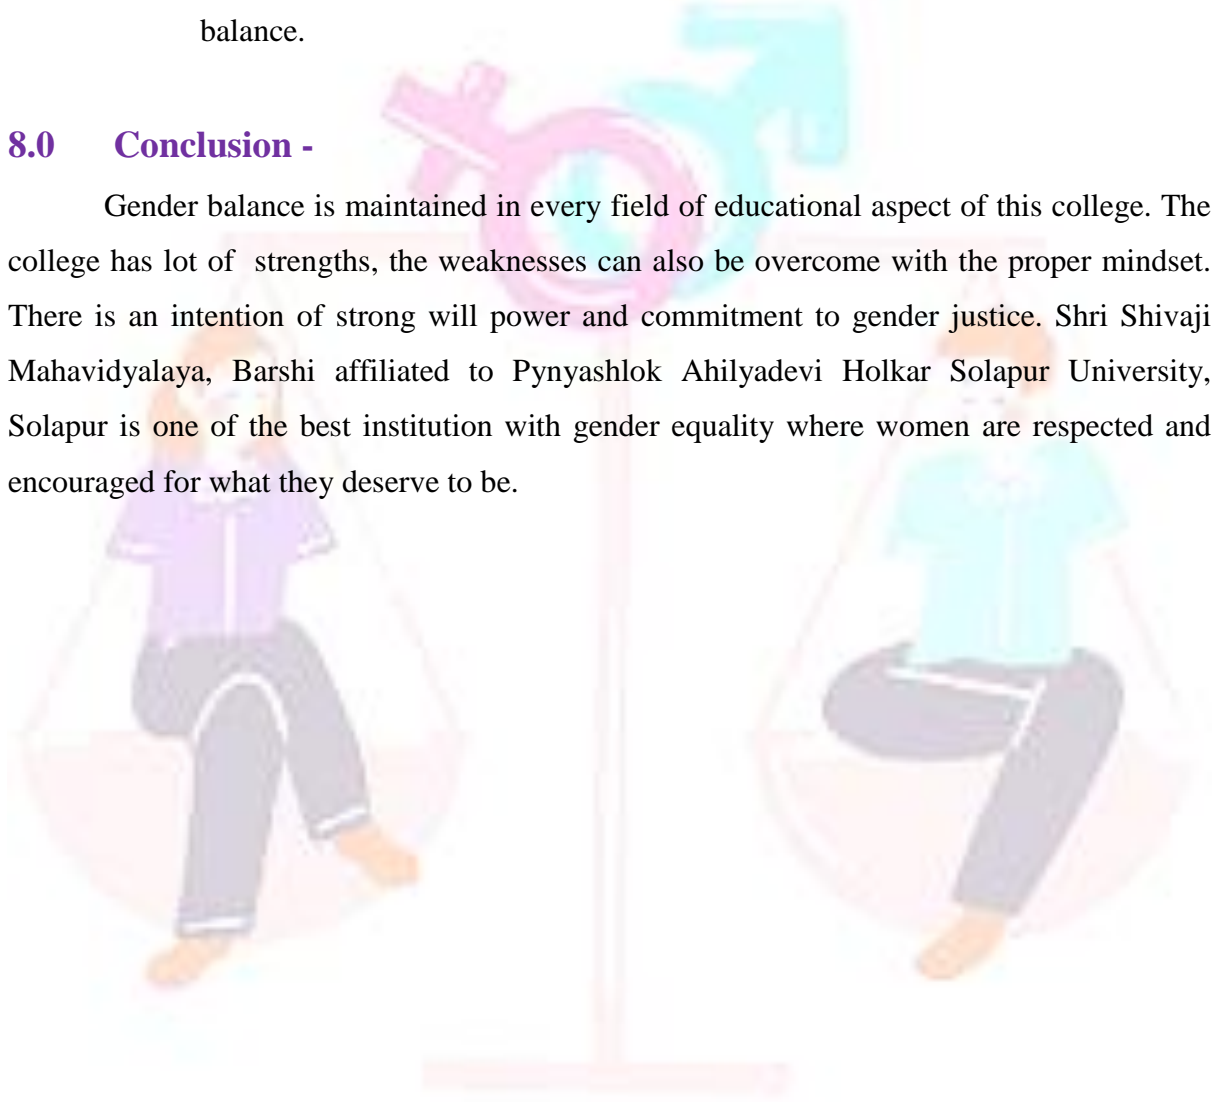 balance.
8.0 Conclusion -
Gender balance is maintained in every field of educational aspect of this college. The
college has lot of strengths, the weaknesses can also be overcome with the proper mindset.
There is an intention of strong will power and commitment to gender justice. Shri Shivaji
Mahavidyalaya, Barshi affiliated to Pynyashlok Ahilyadevi Holkar Solapur University,
Solapur is one of the best institution with gender equality where women are respected and
encouraged for what they deserve to be.